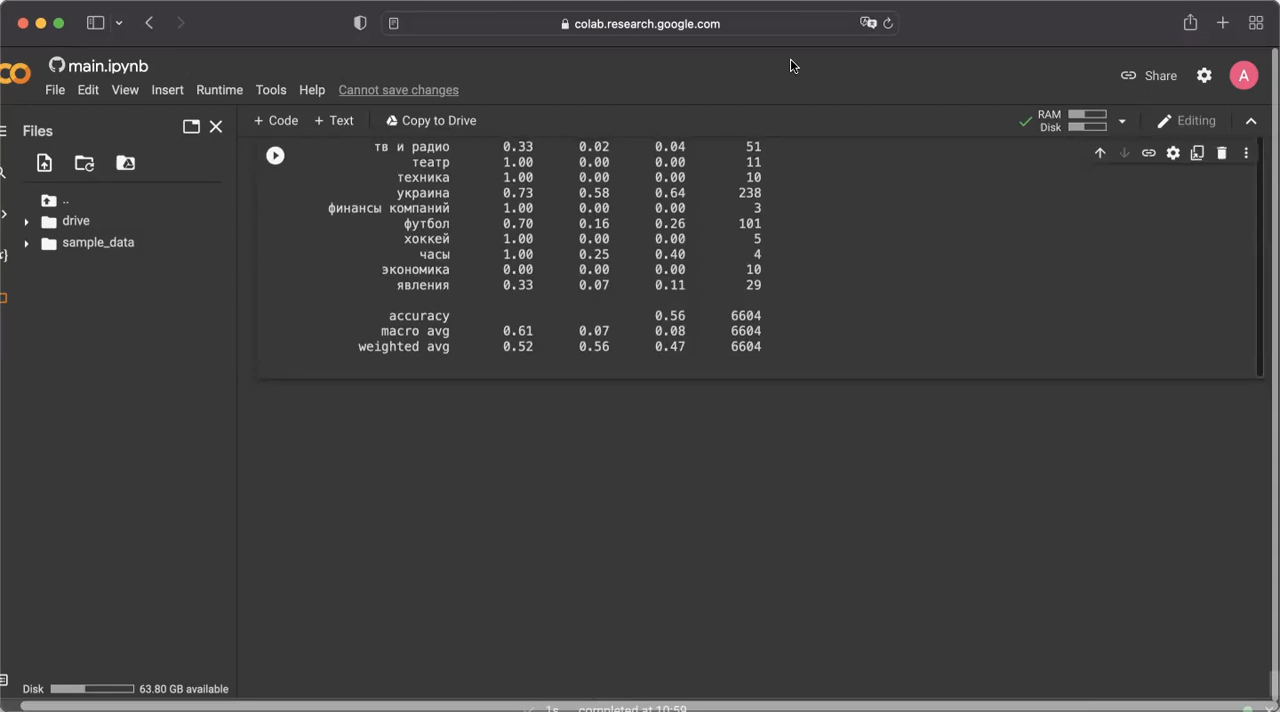 colab.research.google.com
main.ipynb
File Edit View Insert Runtime Tools Help Cannot save changes
Share
A
Files
+ Code + Text Copy to Drive
RAM
Disk
Editing
..
drive
sample_data
тв и радио 0.33 0.02 0.04 51
театр 1.00 0.00 0.00 11
техника 1.00 0.00 0.00 10
украина 0.73 0.58 0.64 238
финансы компаний 1.00 0.00 0.00 3
футбол 0.70 0.16 0.26 101
хоккей 1.00 0.00 0.00 5
часы 1.00 0.25 0.40 4
экономика 0.00 0.00 0.00 10
явления 0.33 0.07 0.11 29
accuracy 0.56 6604
macro avg 0.61 0.07 0.08 6604
weighted avg 0.52 0.56 0.47 6604
Disk 63.80 GB available
1s completed at 10:59